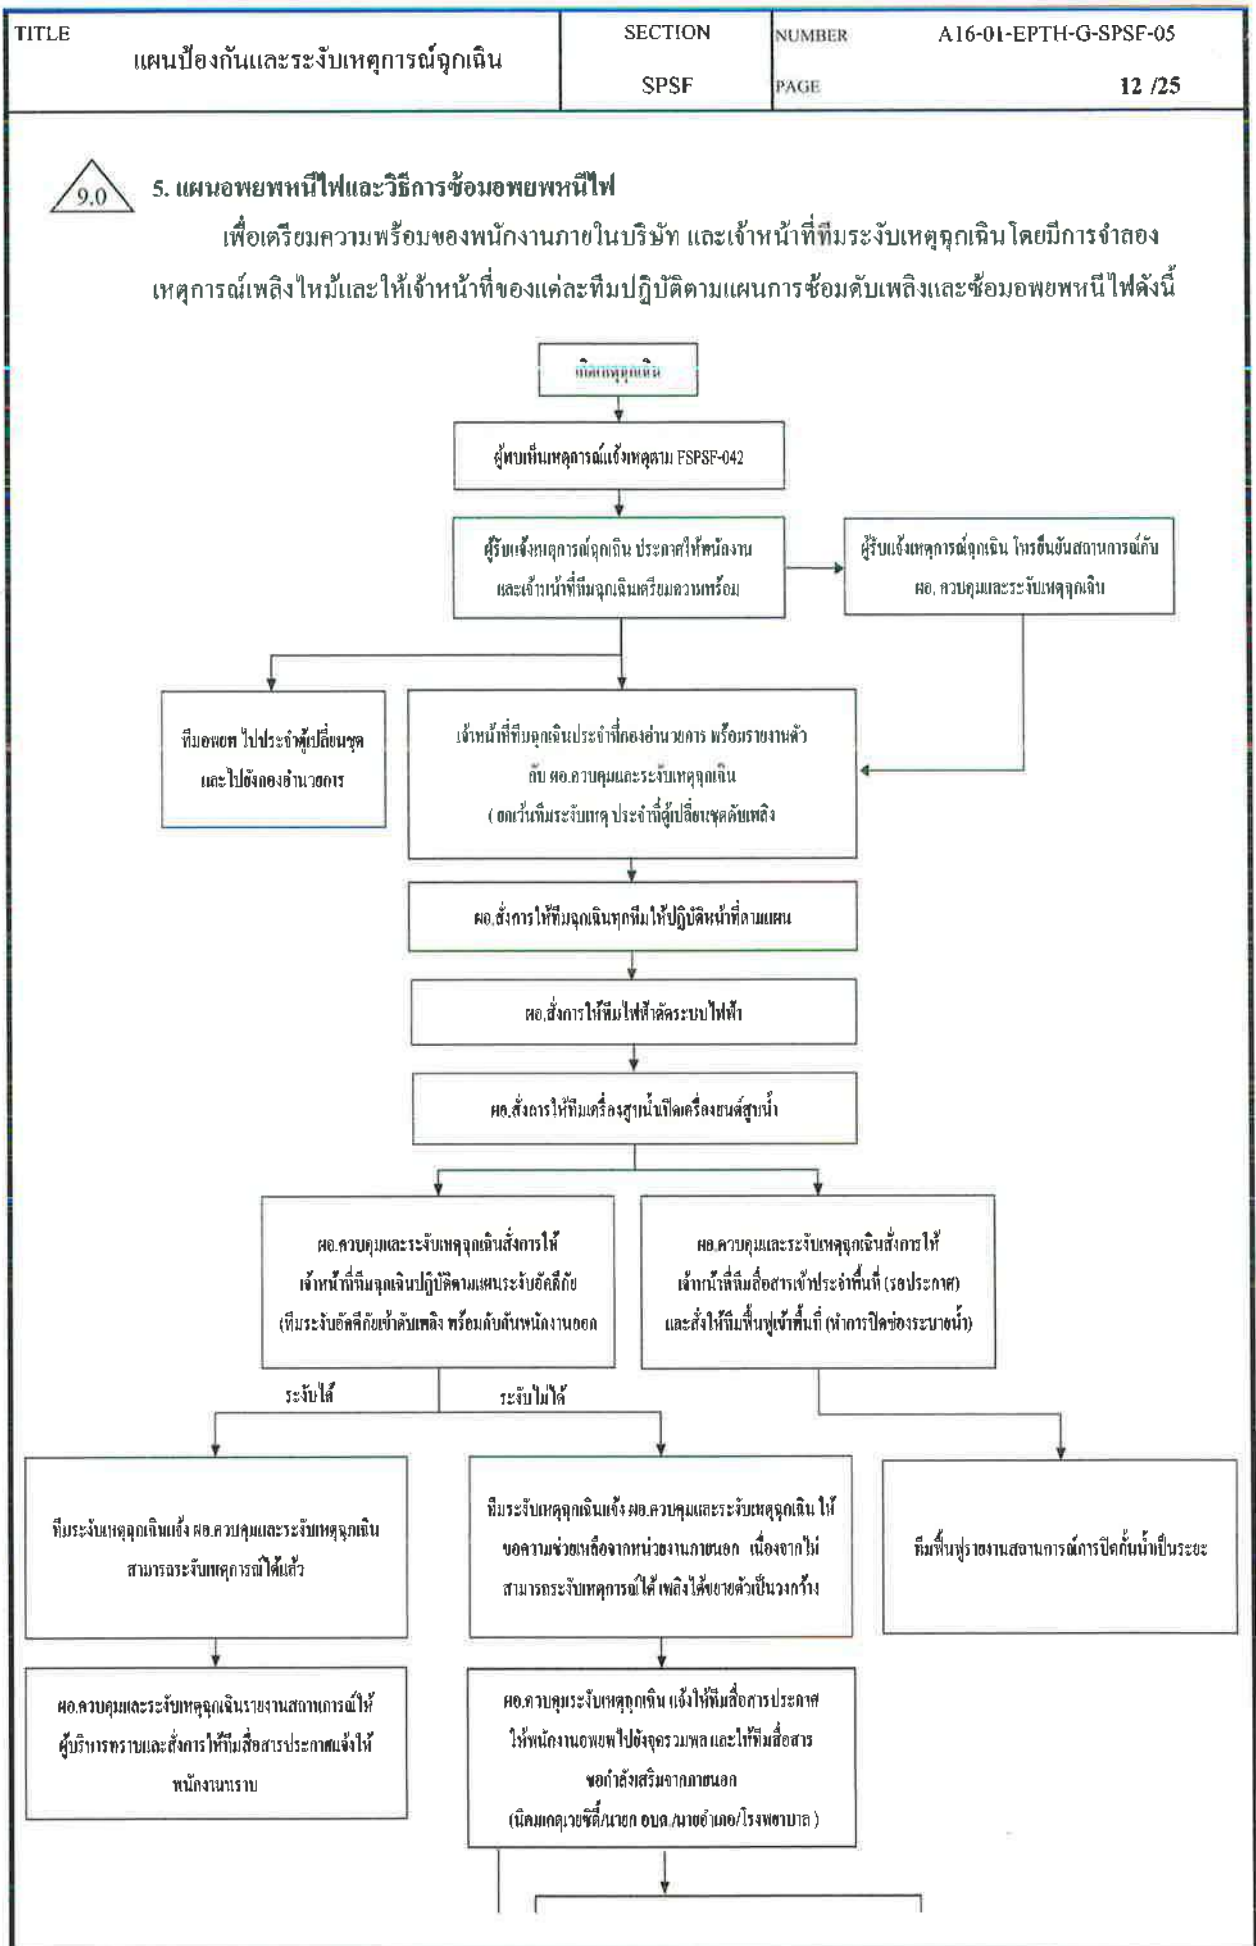 TITLE
แผนป้องกันและระงับเหตุการณ์ฉุกเฉิน
SECTION
SPSF
NUMBER A16-01-EPTH-G-SPSF-05
PAGE 12 /25
9.0
5. แผนอพยพหนีไฟและวิธีการซ้อมอพยพหนีไฟ
เพื่อเตรียมความพร้อมของพนักงานภายในบริษัท และเจ้าหน้าที่ทีมระงับเหตุฉุกเฉิน โดยมีการจำลอง
เหตุการณ์เพลิงไหม้และให้เจ้าหน้าที่ของแต่ละทีมปฏิบัติตามแผนการซ้อมดับเพลิงและซ้อมอพยพหนีไฟดังนี้
เกิดเหตุฉุกเฉิน
ผู้พบเห็นเหตุการณ์แจ้งเหตุตาม FSPSF-042
ผู้รับแจ้งเหตุการณ์ฉุกเฉิน ประกาศให้พนักงาน
และเจ้าหน้าที่ทีมฉุกเฉินเตรียมความพร้อม
ผู้รับแจ้งเหตุการณ์ฉุกเฉิน โทรยืนยันสถานการณ์กับ
ผอ. ควบคุมและระงับเหตุฉุกเฉิน
ทีมอพยพ ไปประจำตู้เปลี่ยนชุด
และไปยังกองอำนวยการ
เจ้าหน้าที่ทีมฉุกเฉินประจำที่กองอำนวยการ พร้อมรายงานตัว
กับ ผอ.ควบคุมและระงับเหตุฉุกเฉิน
( ยกเว้นทีมระงับเหตุ ประจำที่ตู้เปลี่ยนชุดดับเพลิง
ผอ.สั่งการให้ทีมฉุกเฉินทุกทีมให้ปฏิบัติหน้าที่ตามแผน
ผอ.สั่งการให้ทีมไฟฟ้าตัดระบบไฟฟ้า
ผอ.สั่งการให้ทีมเครื่องสูบน้ำเปิดเครื่องยนต์สูบน้ำ
ผอ.ควบคุมและระงับเหตุฉุกเฉินสั่งการให้
เจ้าหน้าที่ทีมฉุกเฉินปฏิบัติตามแผนระงับอัคคีภัย
(ทีมระงับอัคคีภัยเข้าดับเพลิง พร้อมกับกันพนักงานออก
ผอ.ควบคุมและระงับเหตุฉุกเฉินสั่งการให้
เจ้าหน้าที่ทีมสื่อสารเข้าประจำพื้นที่ (รอประกาศ)
และสั่งให้ทีมฟื้นฟูเข้าพื้นที่ (ทำการปิดช่องระบายน้ำ)
ระงับได้
ระงับไม่ได้
ทีมระงับเหตุฉุกเฉินแจ้ง ผอ.ควบคุมและระงับเหตุฉุกเฉิน
สามารถระงับเหตุการณ์ได้แล้ว
ทีมระงับเหตุฉุกเฉินแจ้ง ผอ.ควบคุมและระงับเหตุฉุกเฉิน ให้
ขอความช่วยเหลือจากหน่วยงานภายนอก เนื่องจากไม่
สามารถระงับเหตุการณ์ได้ เพลิงได้ขยายตัวเป็นวงกว้าง
ทีมฟื้นฟูรายงานสถานการณ์การปิดกั้นน้ำเป็นระยะ
ผอ.ควบคุมและระงับเหตุฉุกเฉินรายงานสถานการณ์ให้
ผู้บริหารทราบและสั่งการให้ทีมสื่อสารประกาศแจ้งให้
พนักงานทราบ
ผอ.ควบคุมระงับเหตุฉุกเฉิน แจ้งให้ทีมสื่อสารประกาศ
ให้พนักงานอพยพไปยังจุดรวมพล และให้ทีมสื่อสาร
ขอกำลังเสริมจากภายนอก
(นิคมเกตุเวย์ซิตี้/นายก อบต./นายอำเภอ/โรงพยาบาล )